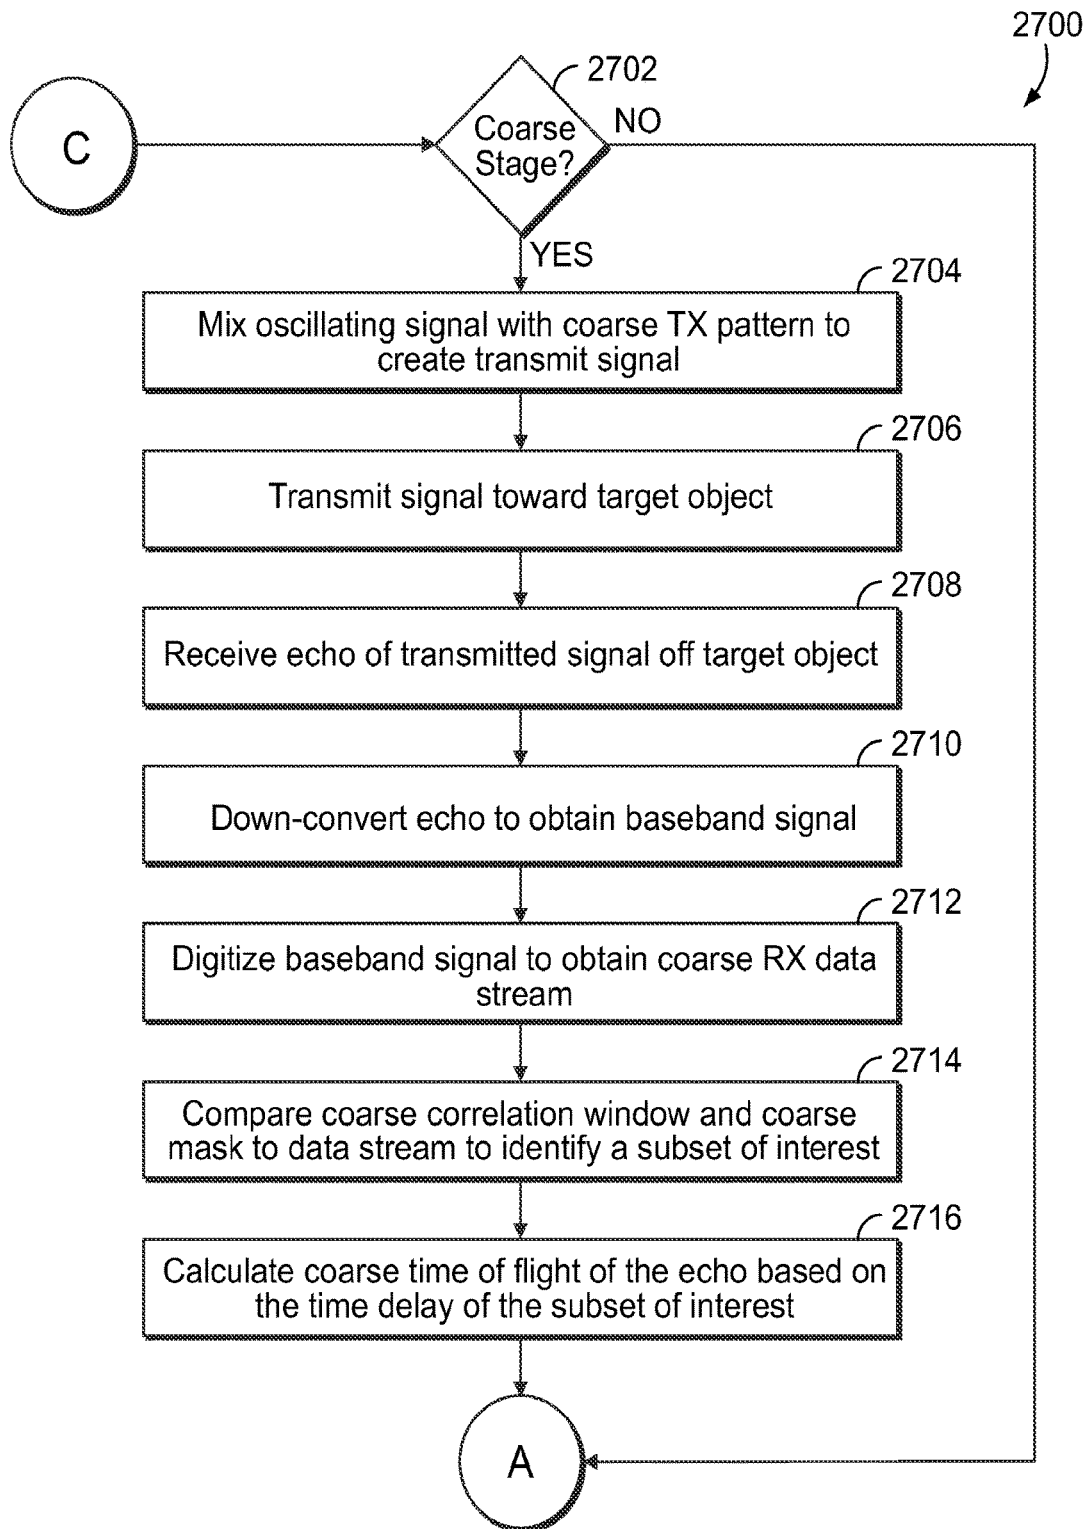 2700
C
2702
Coarse
Stage?
NO
YES
2704
Mix oscillating signal with coarse TX pattern to
create transmit signal
2706
Transmit signal toward target object
2708
Receive echo of transmitted signal off target object
2710
Down-convert echo to obtain baseband signal
2712
Digitize baseband signal to obtain coarse RX data
stream
2714
Compare coarse correlation window and coarse
mask to data stream to identify a subset of interest
2716
Calculate coarse time of flight of the echo based on
the time delay of the subset of interest
A